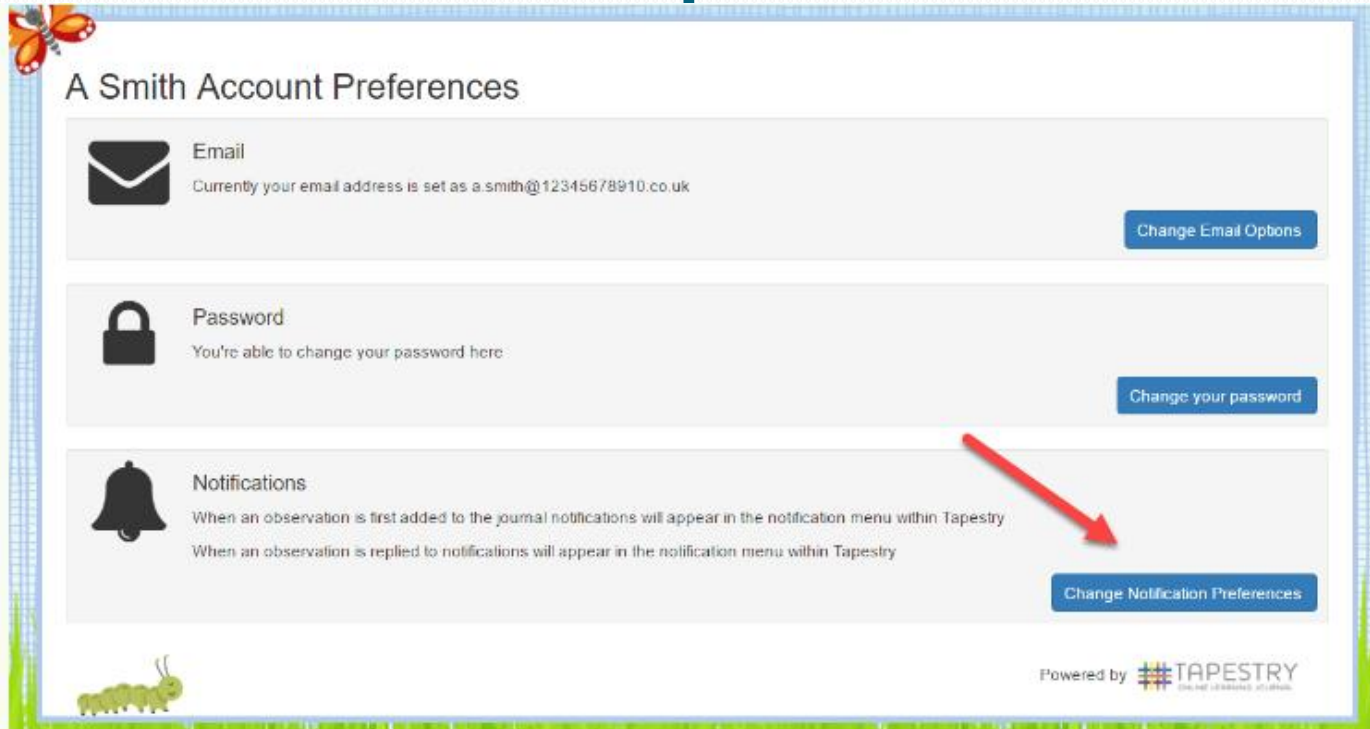 A Smith Account Preferences
Email
Currently your email address is set as a.smith@12345678910.co.uk
Change Email Options
Password
You're able to change your password here
Change your password
Notifications
When an observation is first added to the journal notifications will appear in the notification menu within Tapestry
When an observation is replied to notifications will appear in the notification menu within Tapestry
Change Notification Preferences
Powered by TAPESTRY
ONLINE LEARNING JOURNAL